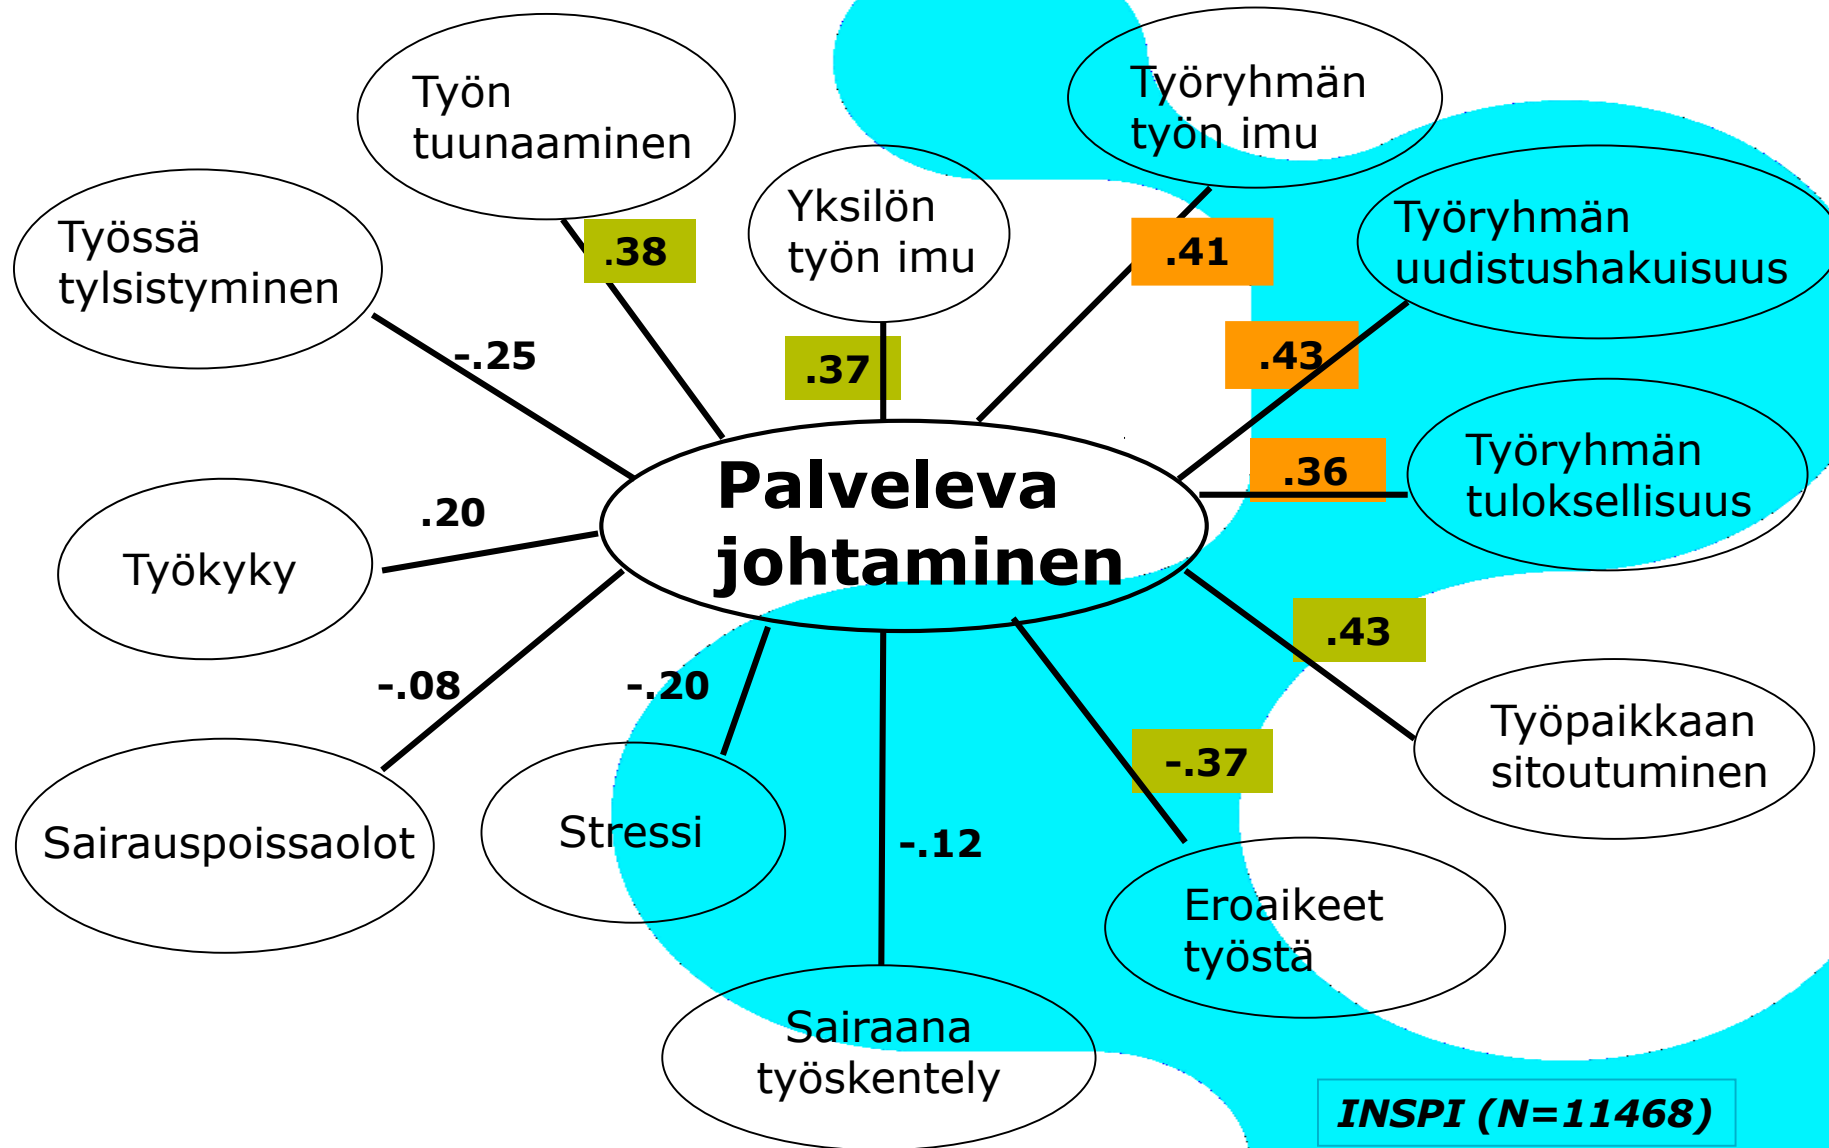 Työn
tuunaaminen
Työryhmän
työn imu
Yksilön
työn imu
Työryhmän
uudistushakuisuus
Työssä
tylsistyminen
.38
.41
-.25
.37
.43
Palveleva
johtaminen
.36
Työryhmän
tuloksellisuus
.20
Työkyky
.43
-.08
-.20
Työpaikkaan
sitoutuminen
-.37
Sairauspoissaolot
Stressi
-.12
Eroaikeet
työstä
Sairaana
työskentely
INSPI (N=11468)